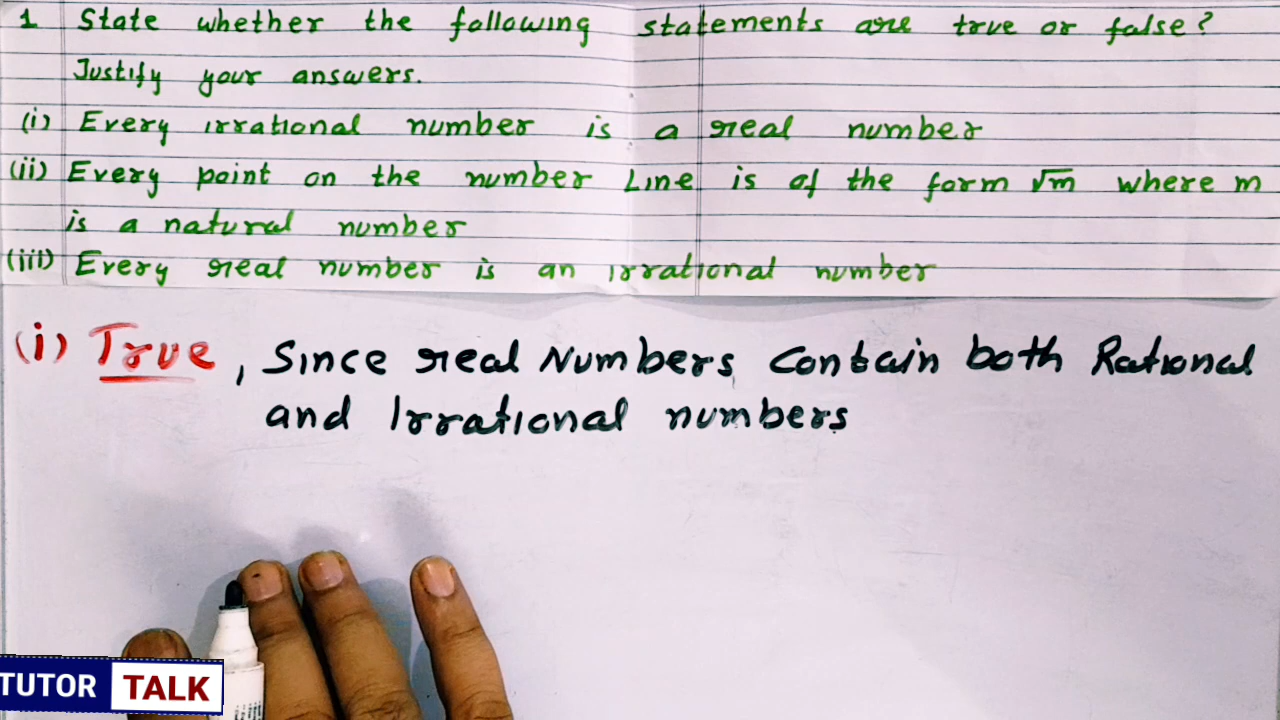 1 State whether the following statements are true or false?
Justify your answers.
(i) Every irrational number is a real number
(ii) Every point on the number Line is of the form √m where m
is a natural number
(iii) Every real number is an irrational number
(i) True, Since real Numbers Contain both Rational
and Irrational numbers
TUTOR TALK